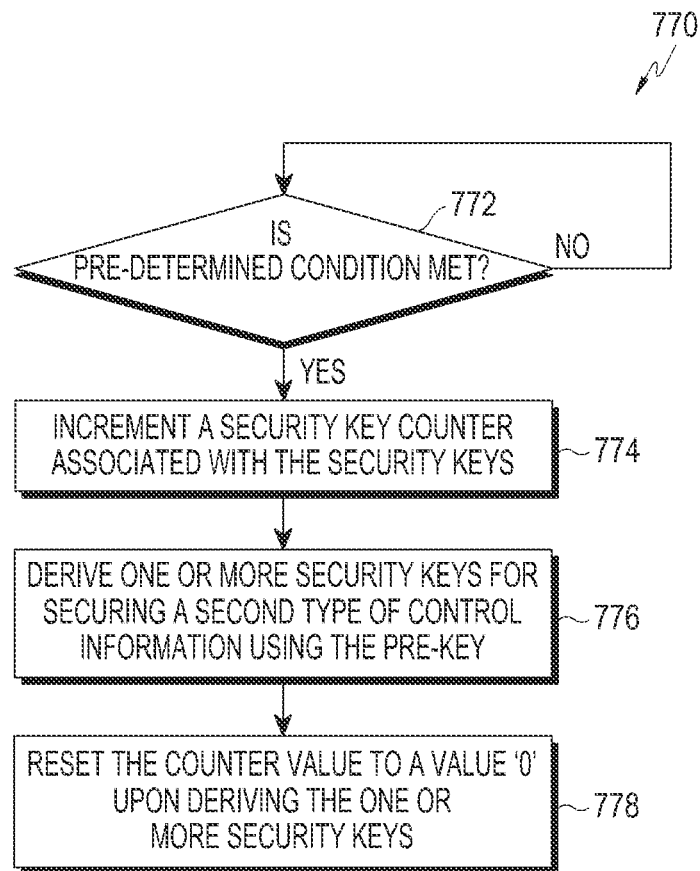 770
772
IS
PRE-DETERMINED CONDITION MET?
NO
YES
INCREMENT A SECURITY KEY COUNTER
ASSOCIATED WITH THE SECURITY KEYS
774
DERIVE ONE OR MORE SECURITY KEYS FOR
SECURING A SECOND TYPE OF CONTROL
INFORMATION USING THE PRE-KEY
776
RESET THE COUNTER VALUE TO A VALUE '0'
UPON DERIVING THE ONE OR
MORE SECURITY KEYS
778